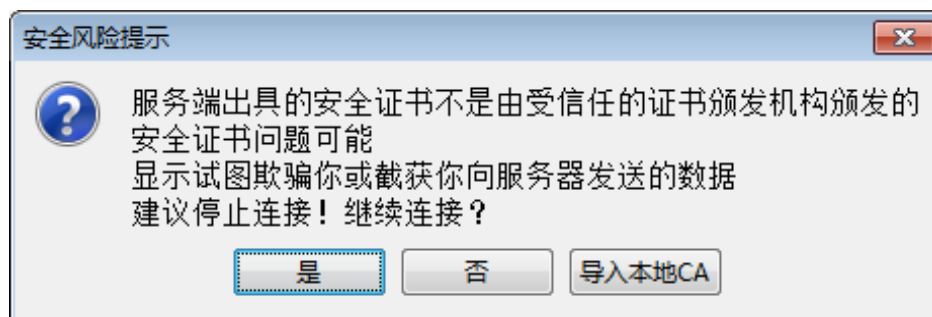 安全风险提示
服务端出具的安全证书不是由受信任的证书颁发机构颁发的
安全证书问题可能
显示试图欺骗你或截获你向服务器发送的数据
建议停止连接！继续连接？
是 否 导入本地CA